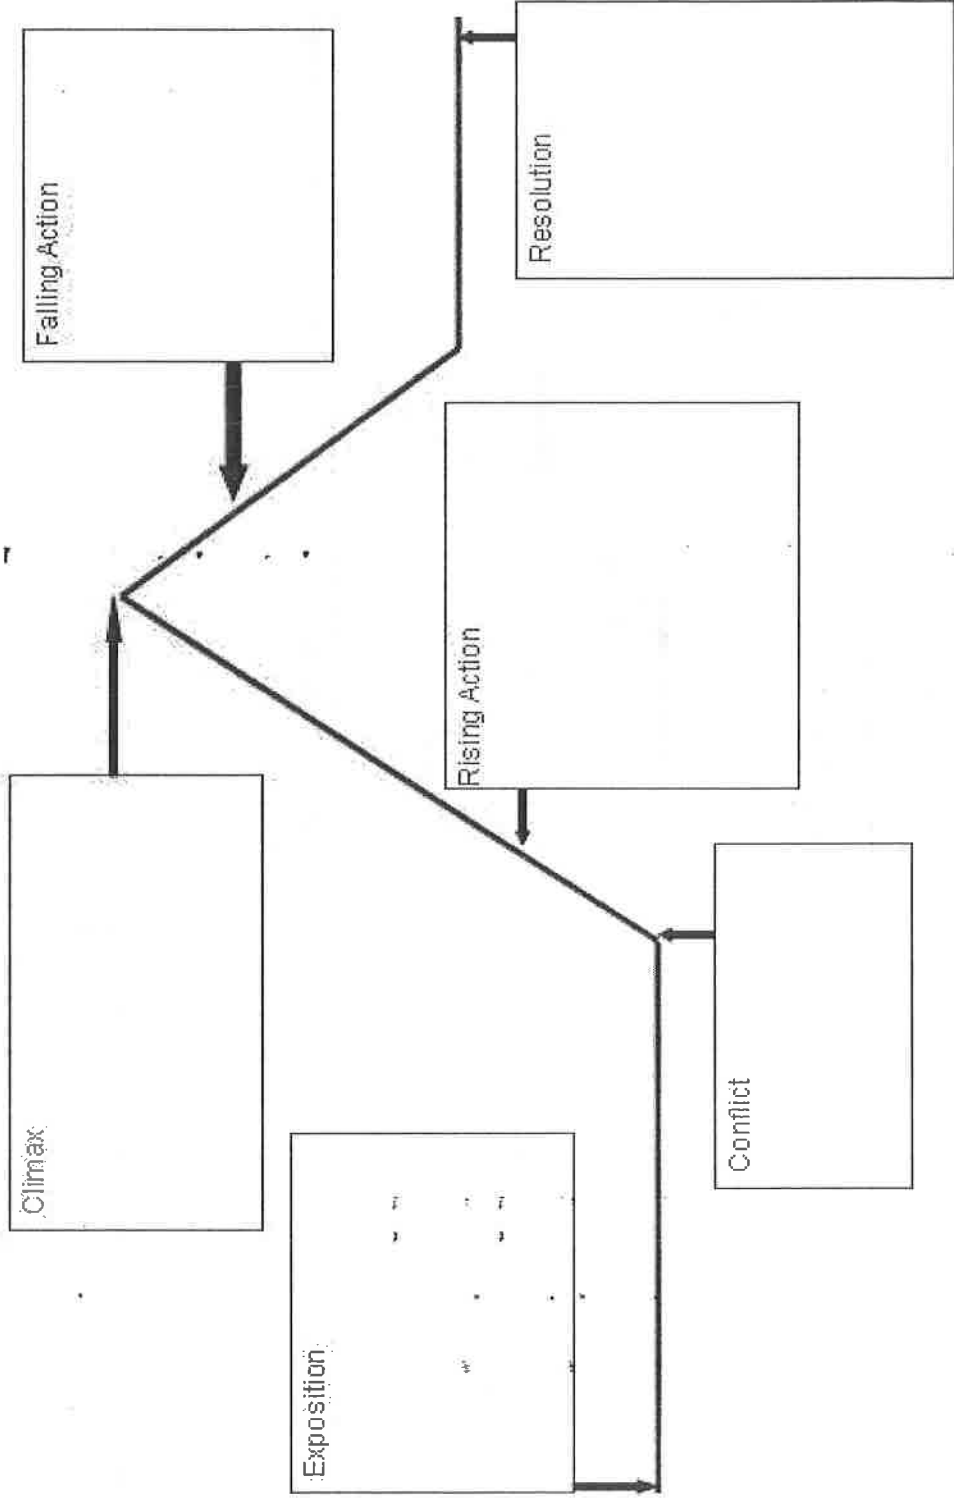 Climax
Falling Action
Exposition
Rising Action
Conflict
Resolution